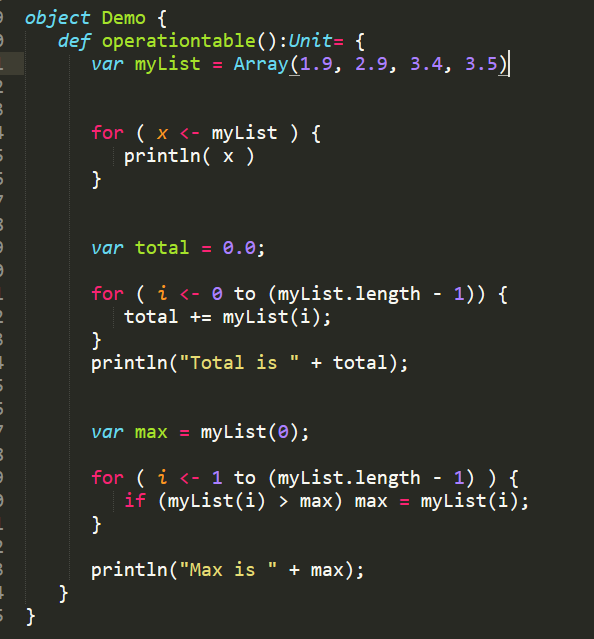 object Demo {
def operationtable():Unit= {
var myList = Array(1.9, 2.9, 3.4, 3.5)
for ( x <- myList ) {
println( x )
}
var total = 0.0;
for ( i <- 0 to (myList.length - 1)) {
total += myList(i);
}
println("Total is " + total);
var max = myList(0);
for ( i <- 1 to (myList.length - 1) ) {
if (myList(i) > max) max = myList(i);
}
println("Max is " + max);
}
}